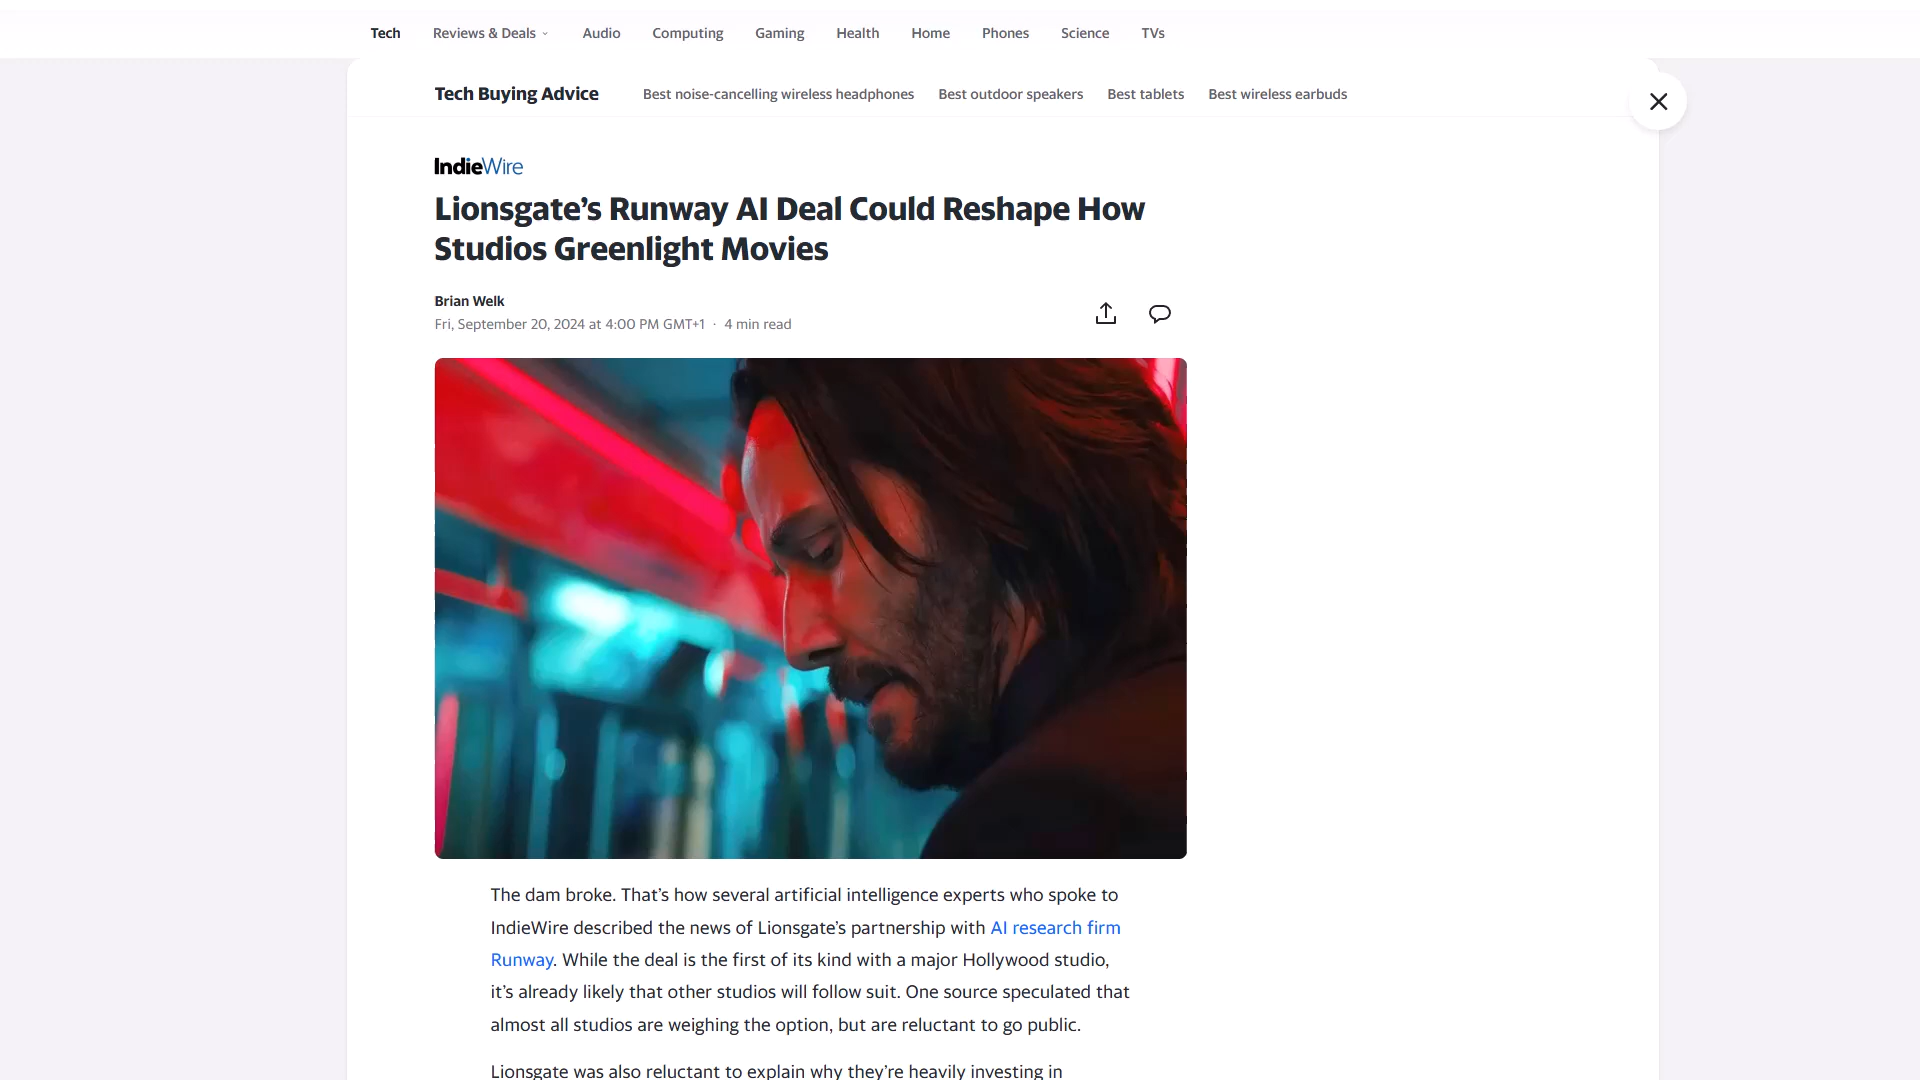 Tech Reviews & Deals Audio Computing Gaming Health Home Phones Science TVs
Tech Buying Advice Best noise-cancelling wireless headphones Best outdoor speakers Best tablets Best wireless earbuds
IndieWire
Lionsgate’s Runway AI Deal Could Reshape How
Studios Greenlight Movies
Brian Welk
Fri, September 20, 2024 at 4:00 PM GMT+1 · 4 min read
The dam broke. That’s how several artificial intelligence experts who spoke to
IndieWire described the news of Lionsgate’s partnership with AI research firm
Runway. While the deal is the first of its kind with a major Hollywood studio,
it’s already likely that other studios will follow suit. One source speculated that
almost all studios are weighing the option, but are reluctant to go public.
Lionsgate was also reluctant to explain why they’re heavily investing in